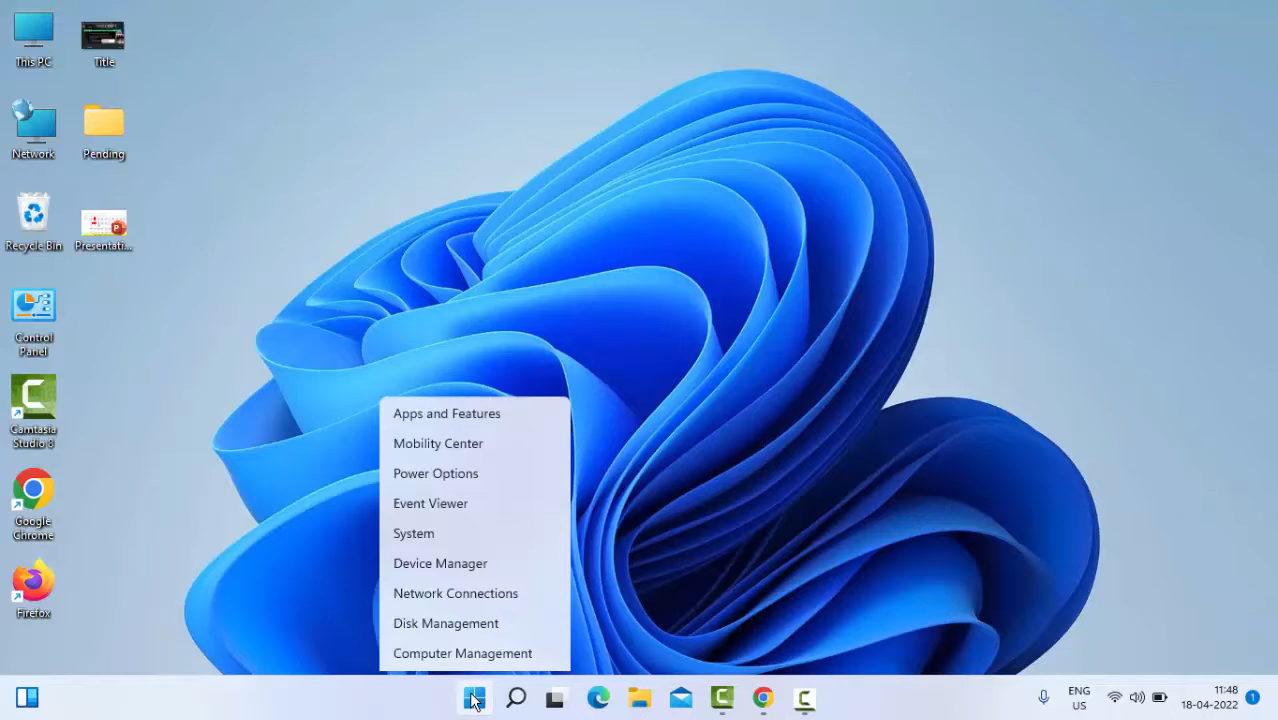 This PC
Title
Network
Pending
Recycle Bin
Presentati...
Control
Panel
Camtasia
Studio 8
Google
Chrome
Firefox
Apps and Features
Mobility Center
Power Options
Event Viewer
System
Device Manager
Network Connections
Disk Management
Computer Management
ENG
US
11:48
18-04-2022
1